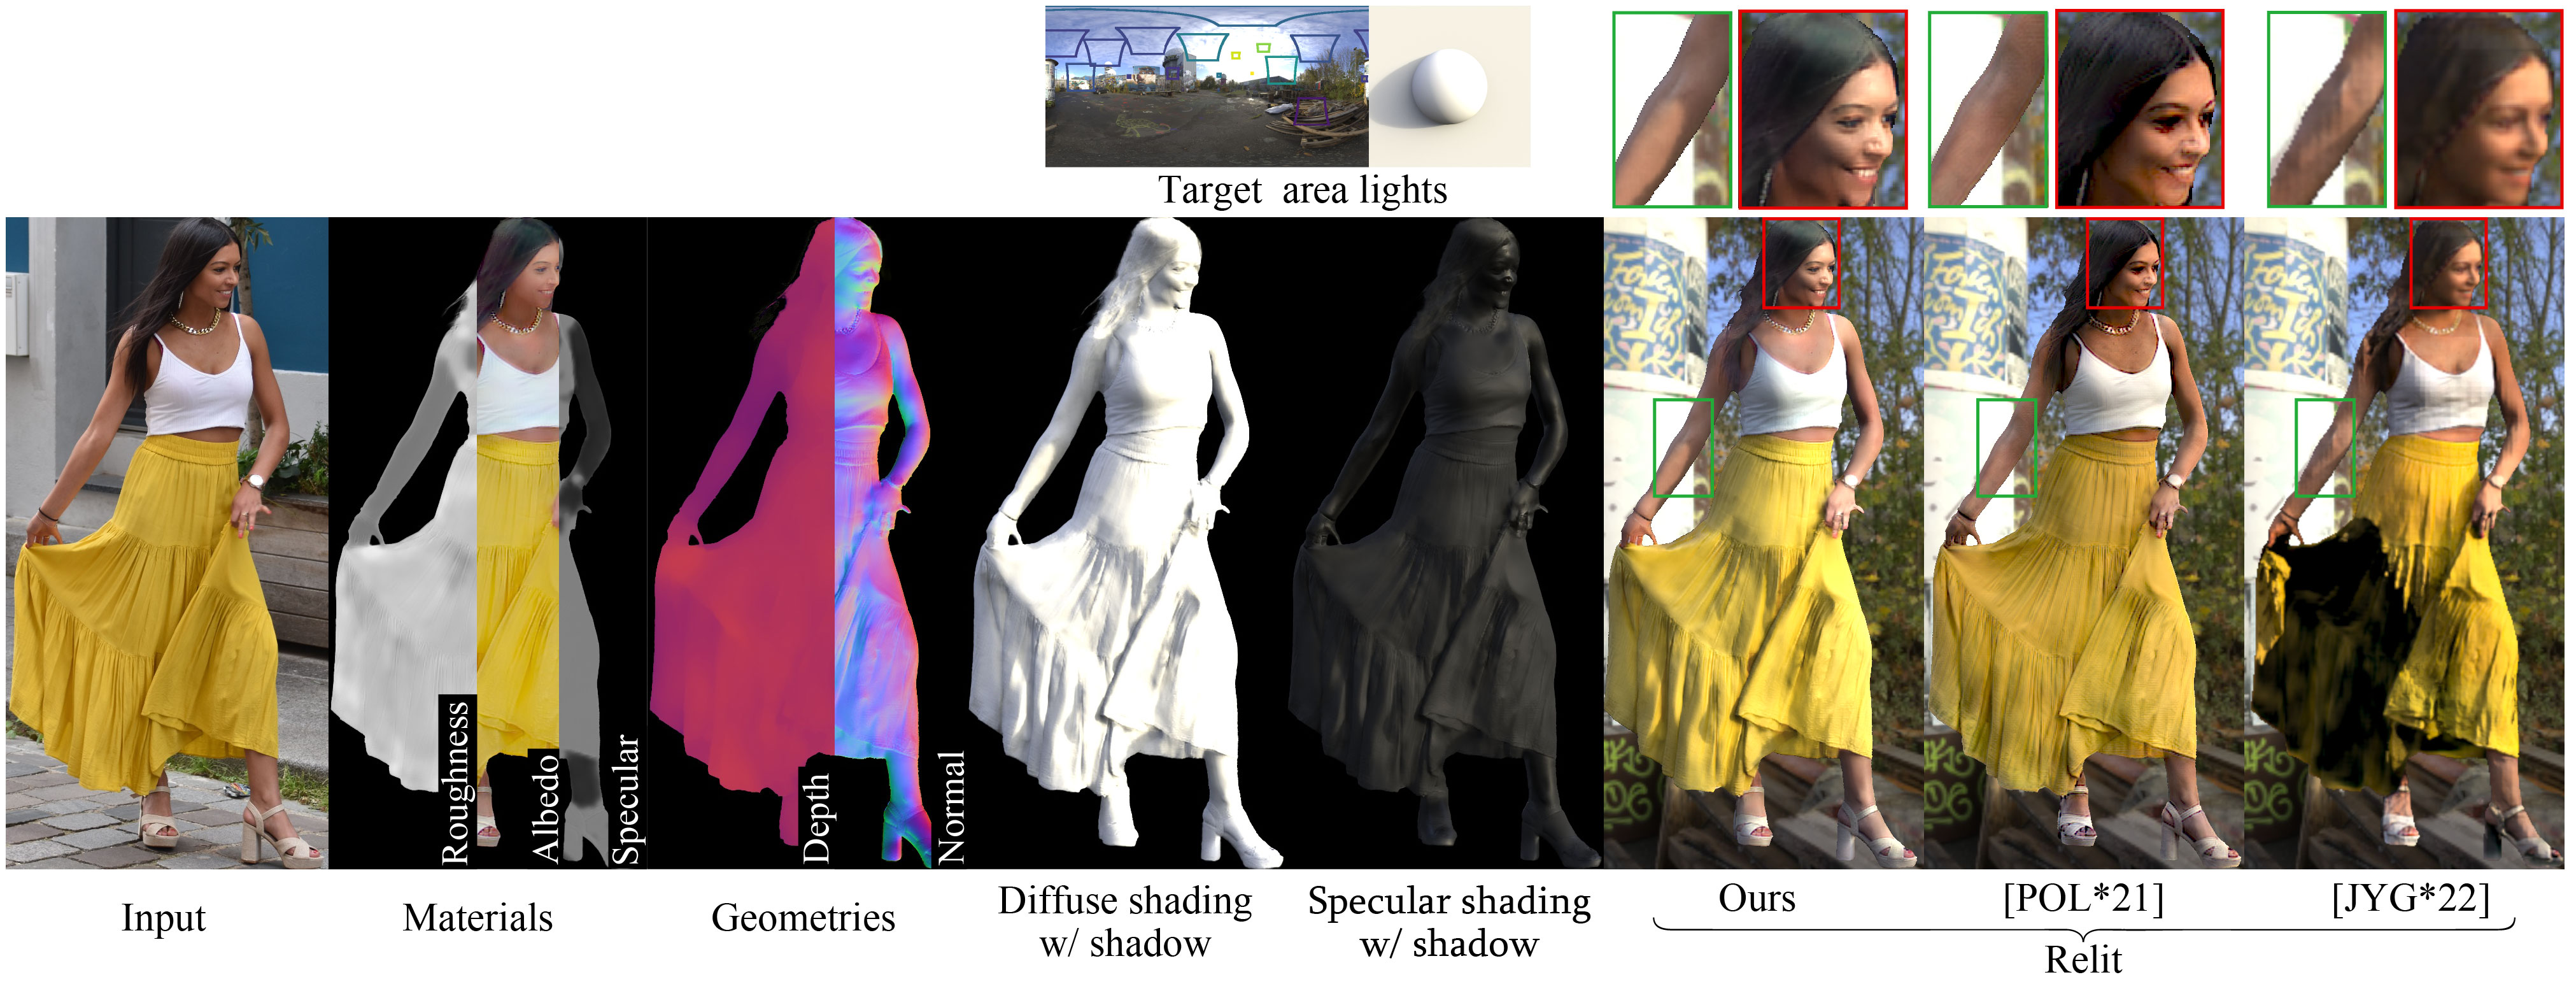 Target area lights
Roughness
Albedo
Specular
Depth
Normal
Input
Materials
Geometries
Diffuse shading
w/ shadow
Specular shading
w/ shadow
Ours
[POL*21]
[JYG*22]
Relit